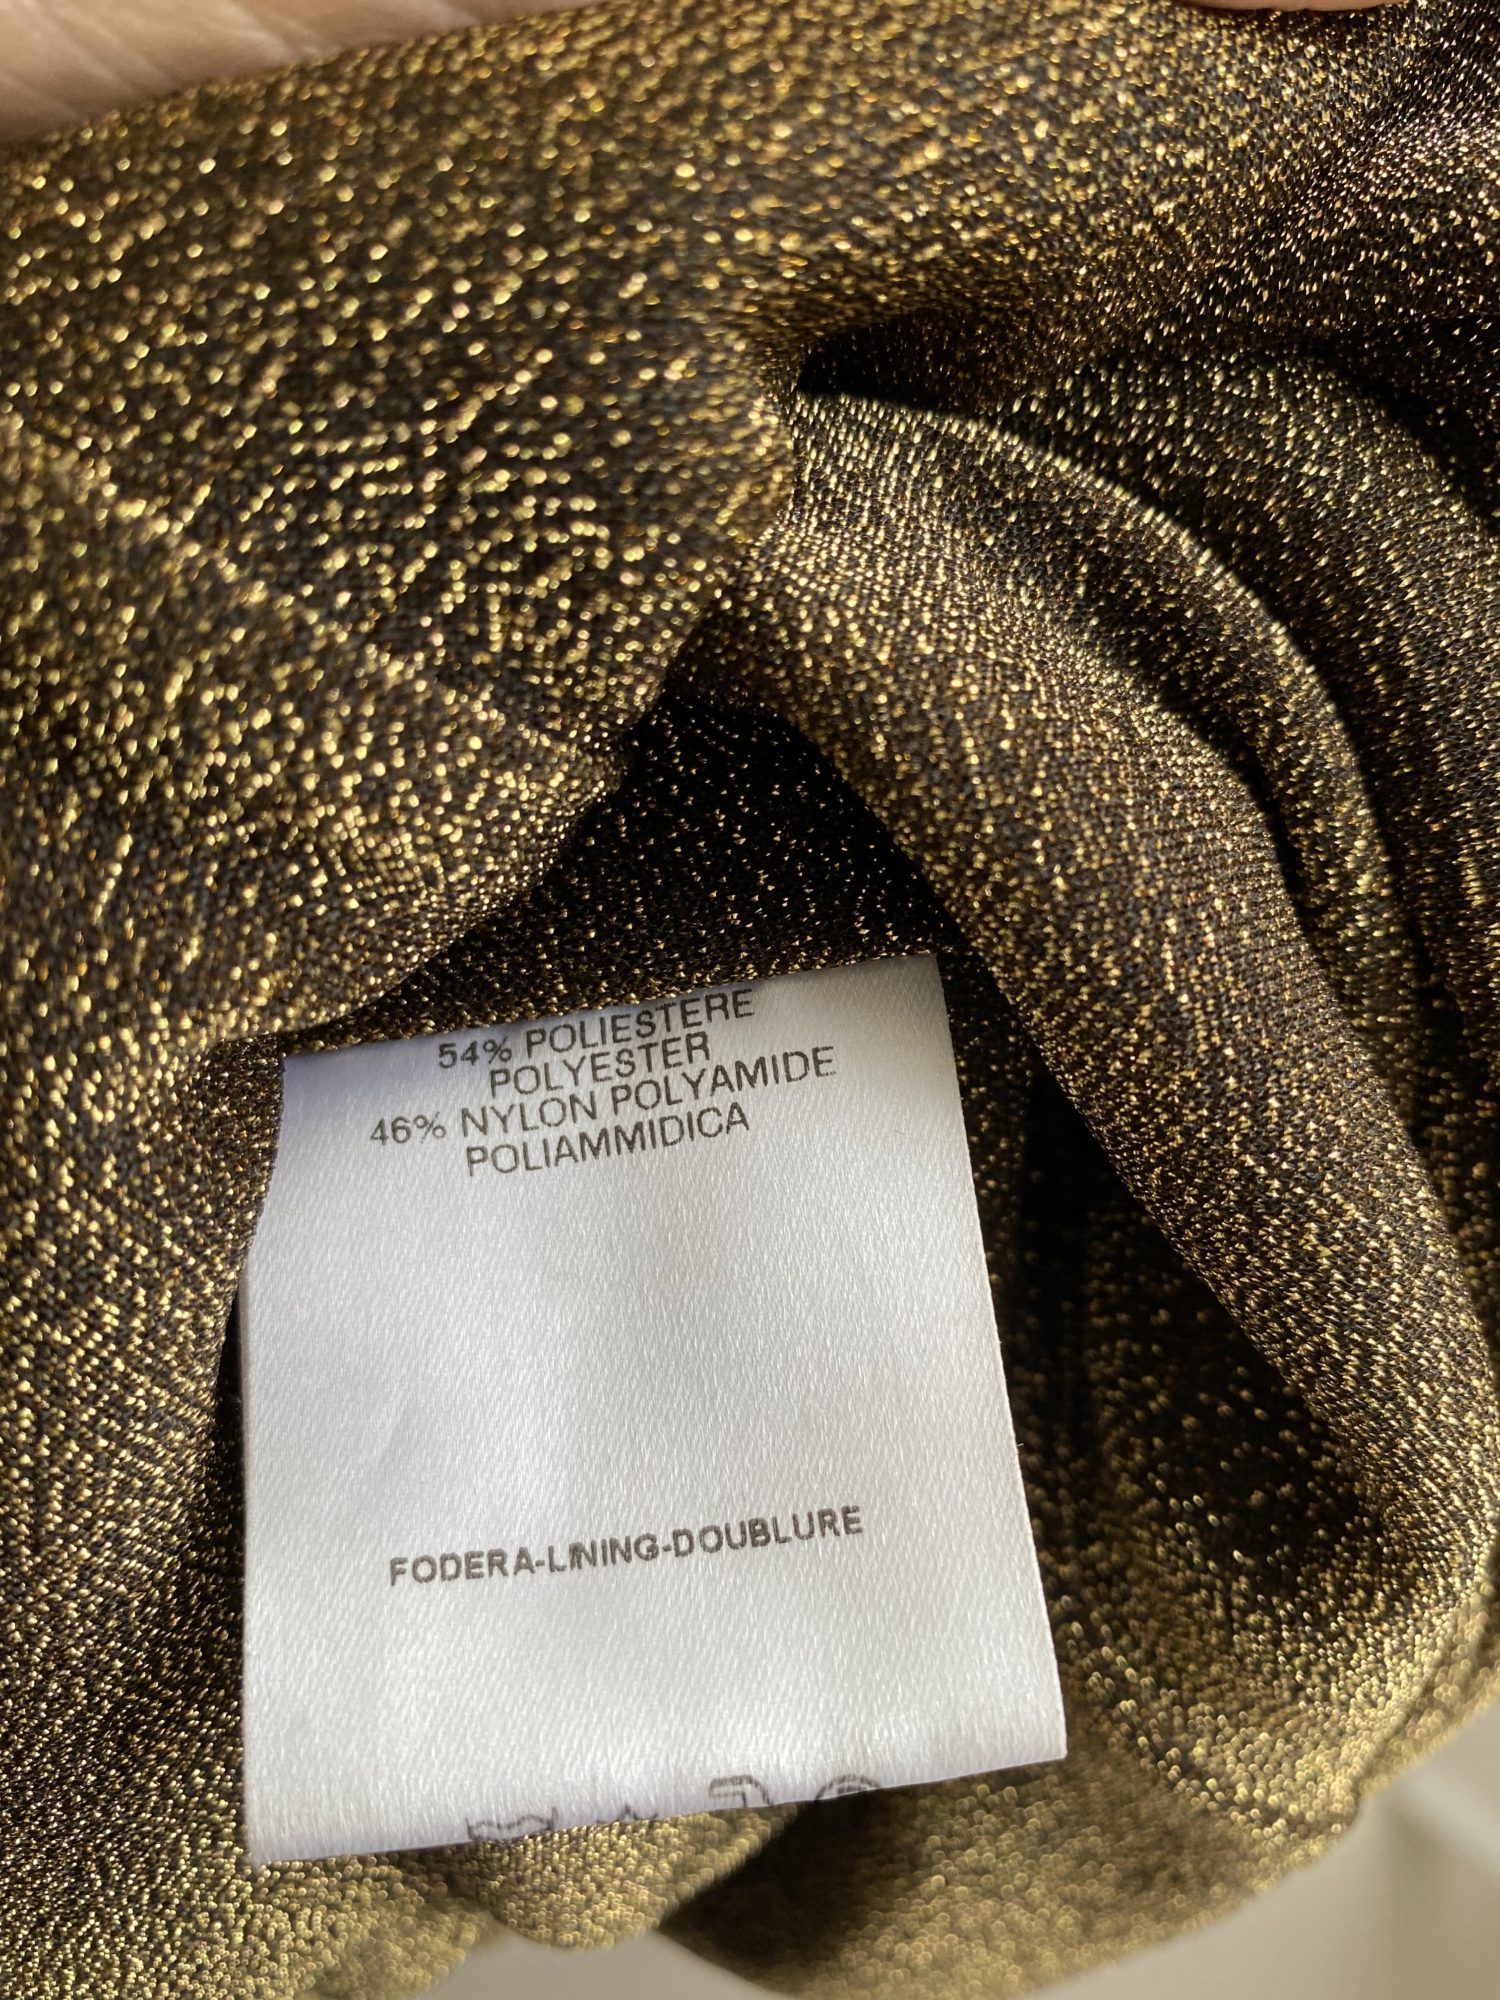 54% POLIESTERE
POLYESTER
46% NYLON POLYAMIDE
POLIAMMIDICA
FODERA-LINING-DOUBLURE